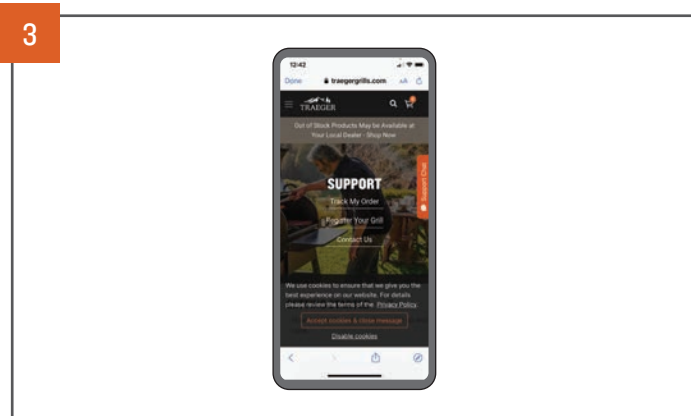 3
12:42
Done traegergrills.com AA
TRAEGER
Out of Stock Products May be Available at
Your Local Dealer - Shop Now
SUPPORT
Track My Order
Register Your Grill
Contact Us
Support Chat
We use cookies to ensure that we give you the
best experience on our website. For details
please review the terms of the Privacy Policy
Accept cookies & close message
Disable cookies